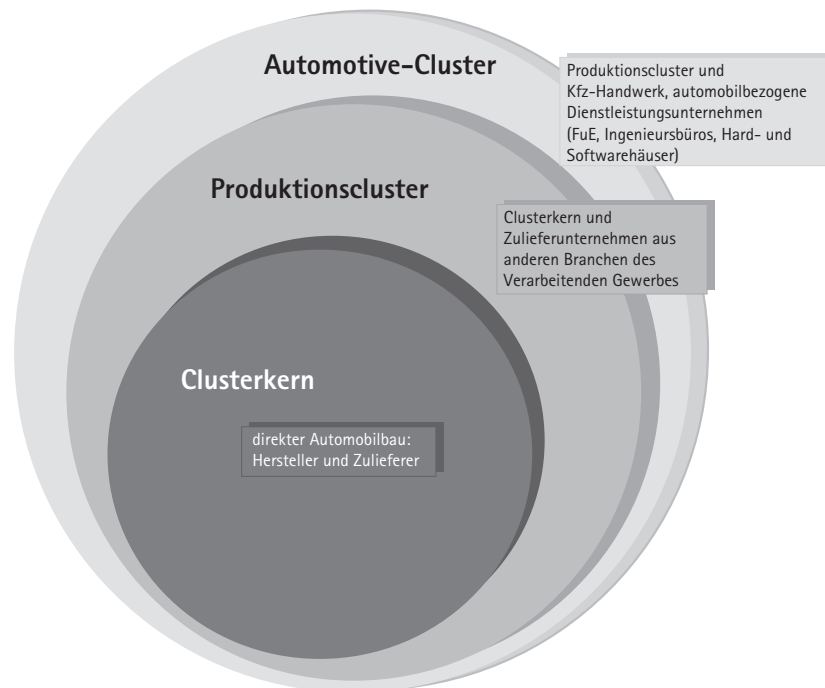 Automotive-Cluster
Produktionscluster und
Kfz-Handwerk, automobilbezogene
Dienstleistungsunternehmen
(FuE, Ingenieursbüros, Hard- und
Softwarehäuser)
Produktionscluster
Clusterkern und
Zulieferunternehmen aus
anderen Branchen des
Verarbeitenden Gewerbes
Clusterkern
direkter Automobilbau:
Hersteller und Zulieferer